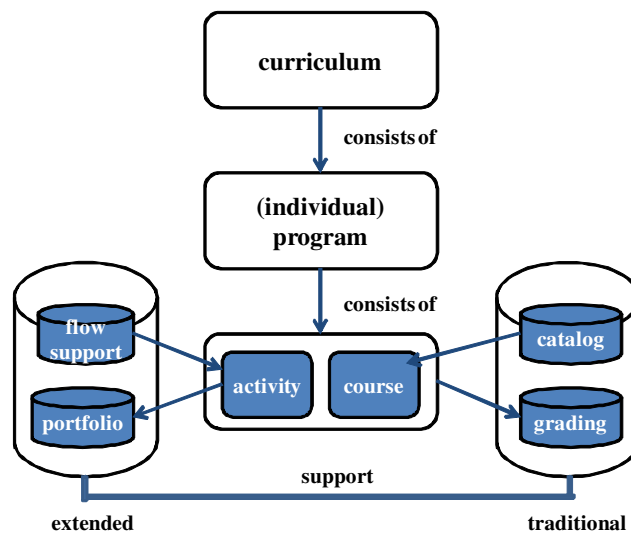 curriculum
consists of
(individual)
program
consists of
flow
support
catalog
activity
course
portfolio
grading
support
extended
traditional